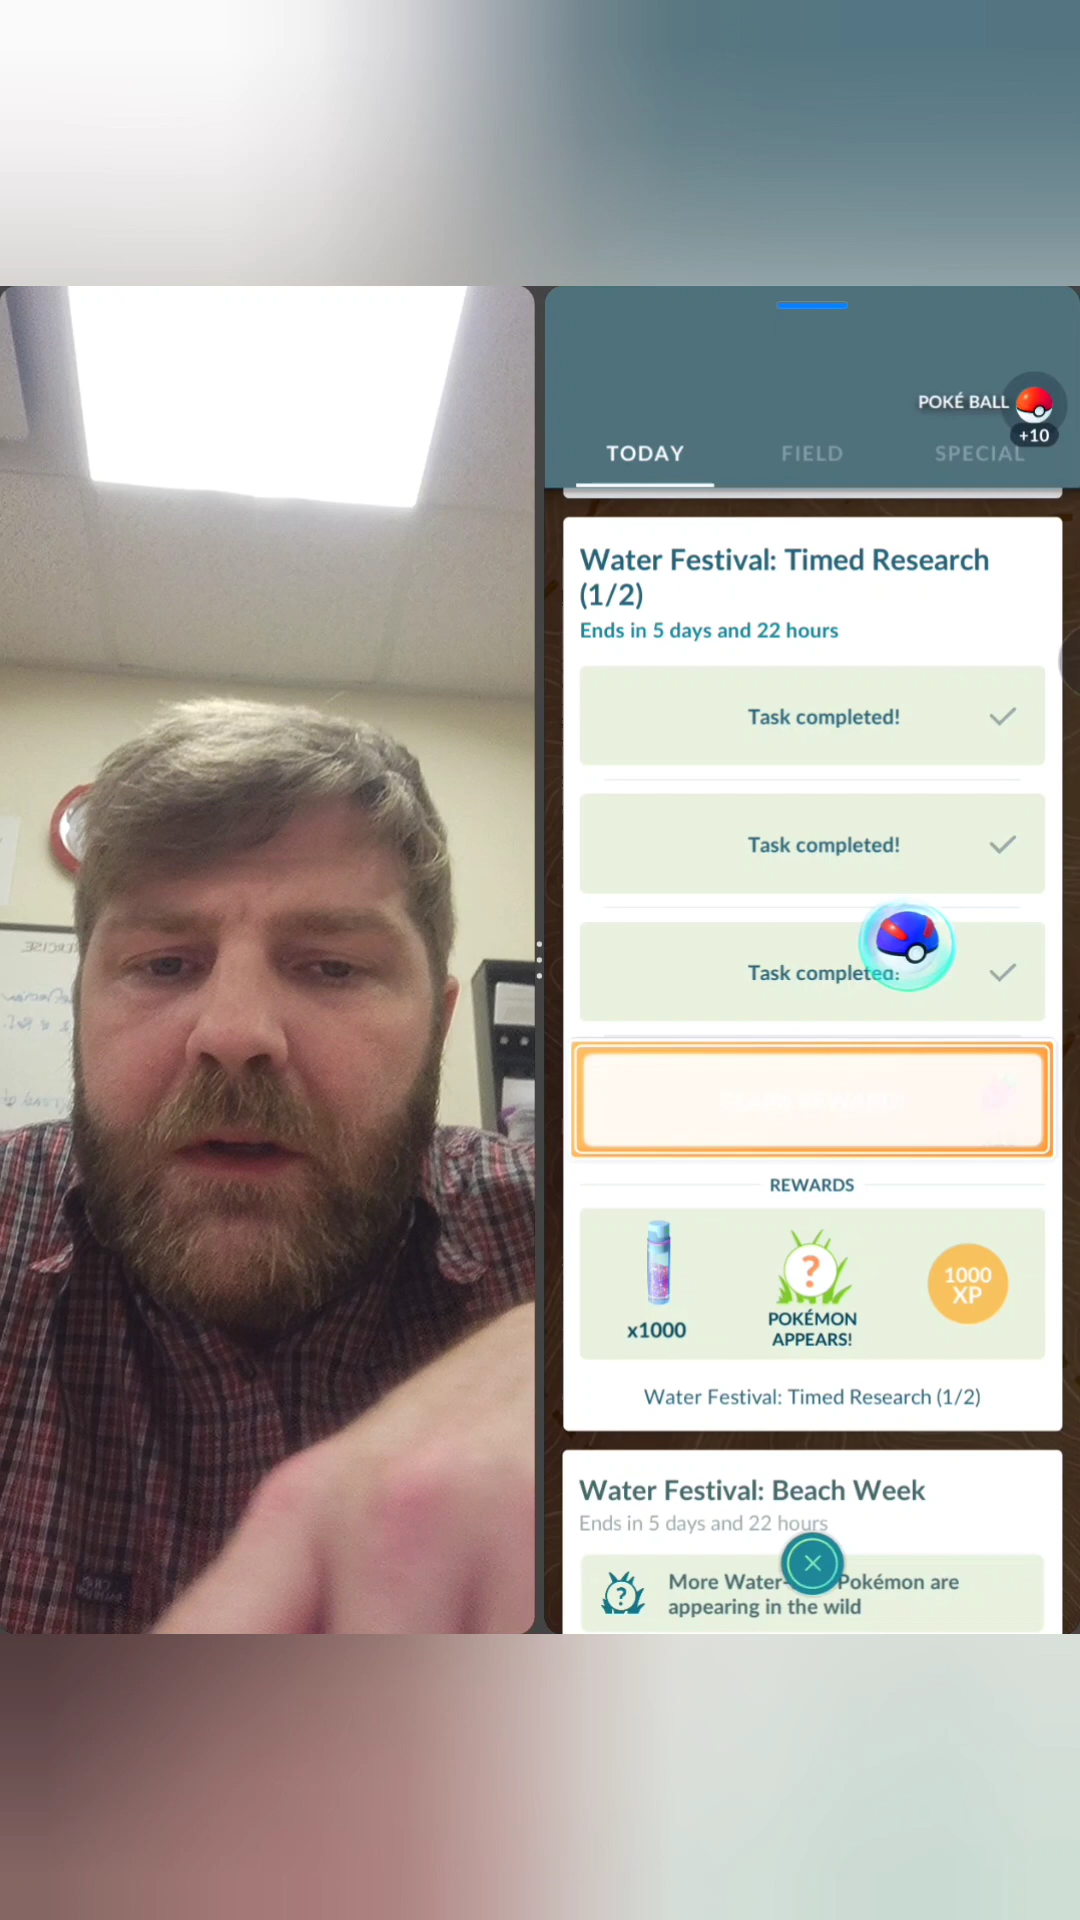 POKÉ BALL
+10
TODAY
FIELD
SPECIAL
Water Festival: Timed Research
(1/2)
Ends in 5 days and 22 hours
Task completed!
Task completed!
Task completed!
REWARDS
x1000
?
POKÉMON
APPEARS!
1000
XP
Water Festival: Timed Research (1/2)
Water Festival: Beach Week
Ends in 5 days and 22 hours
?
More Water- Pokémon are
appearing in the wild